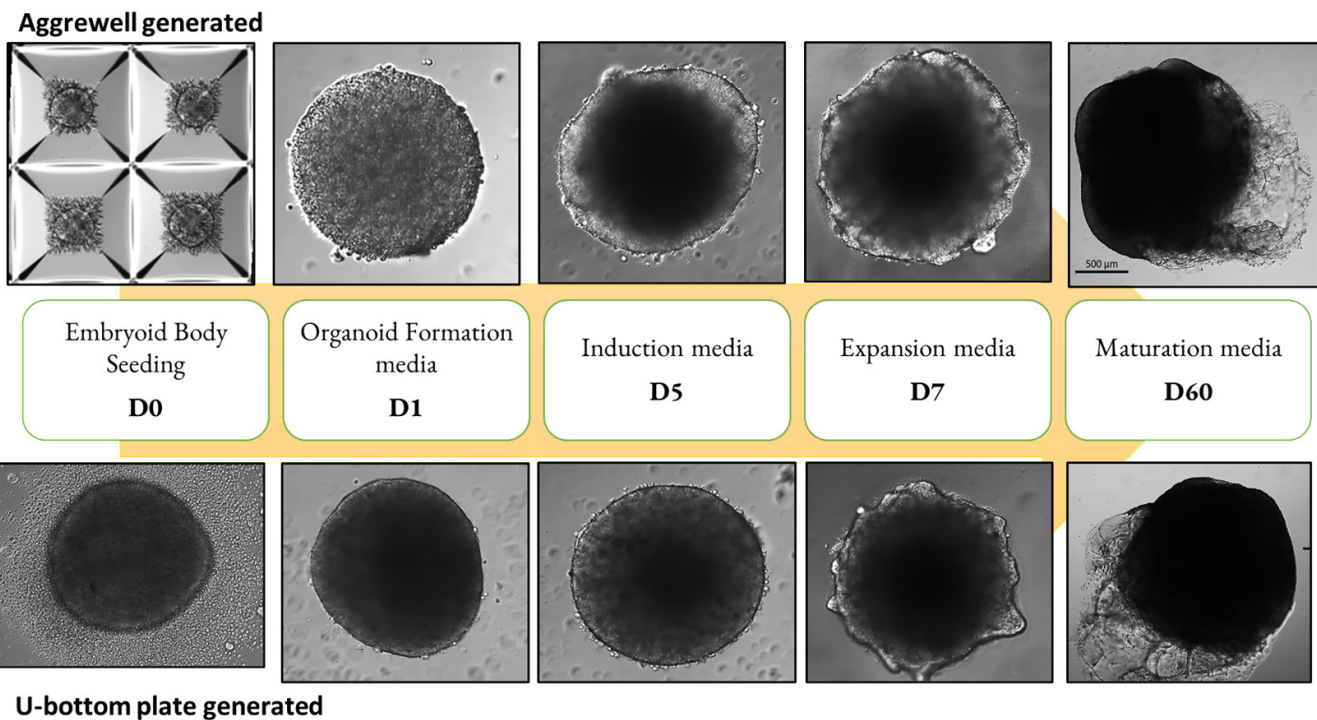 Aggrewell generated
500 µm
Embryoid Body
Seeding
D0
Organoid Formation
media
D1
Induction media
D5
Expansion media
D7
Maturation media
D60
U-bottom plate generated